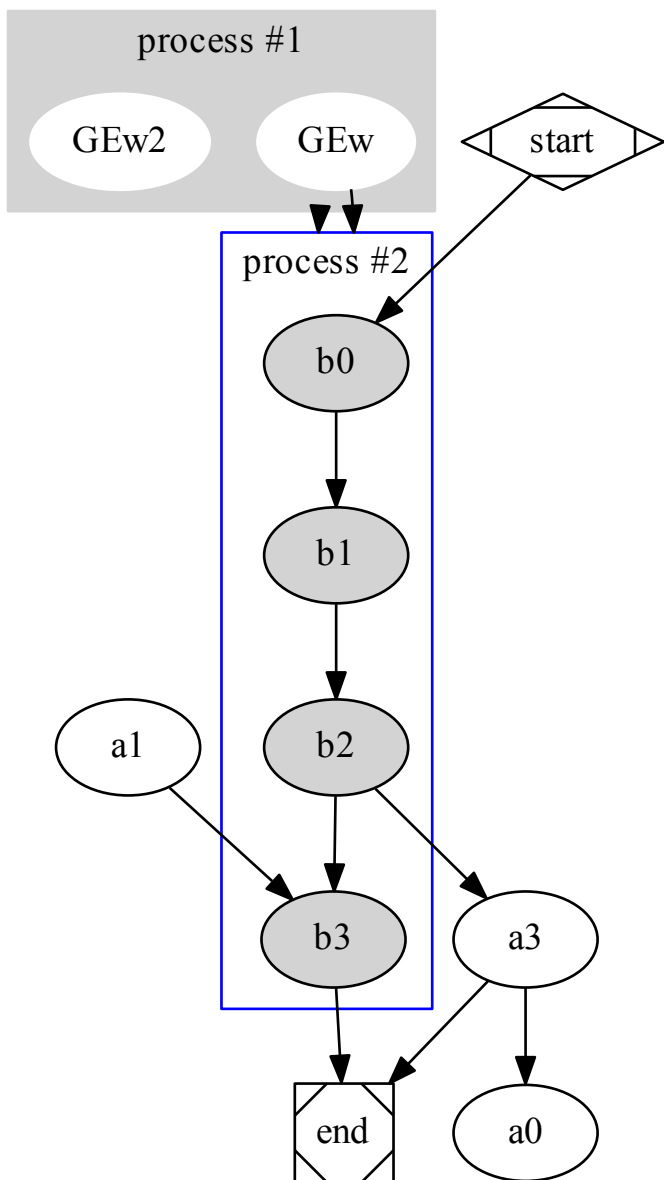 process #1
GEw2
GEw
start
process #2
b0
b1
a1
b2
b3
a3
end
a0